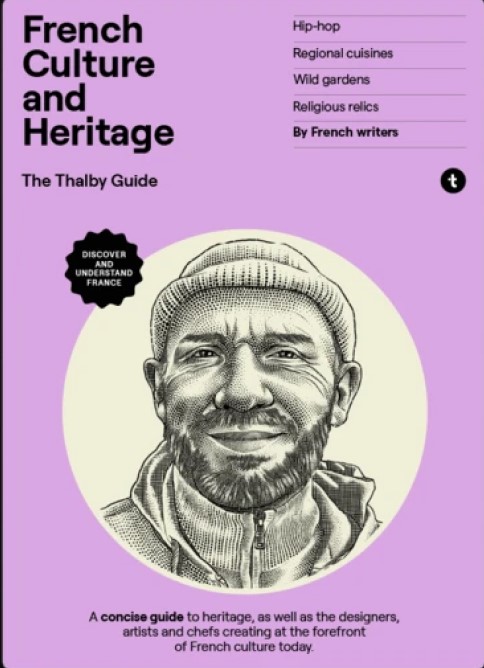 French
Culture
and
Heritage
The Thalby Guide
Hip-hop
Regional cuisines
Wild gardens
Religious relics
By French writers
t
DISCOVER
AND
UNDERSTAND
FRANCE
A concise guide to heritage, as well as the designers,
artists and chefs creating at the forefront
of French culture today.